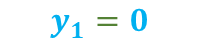 y₁ = 0